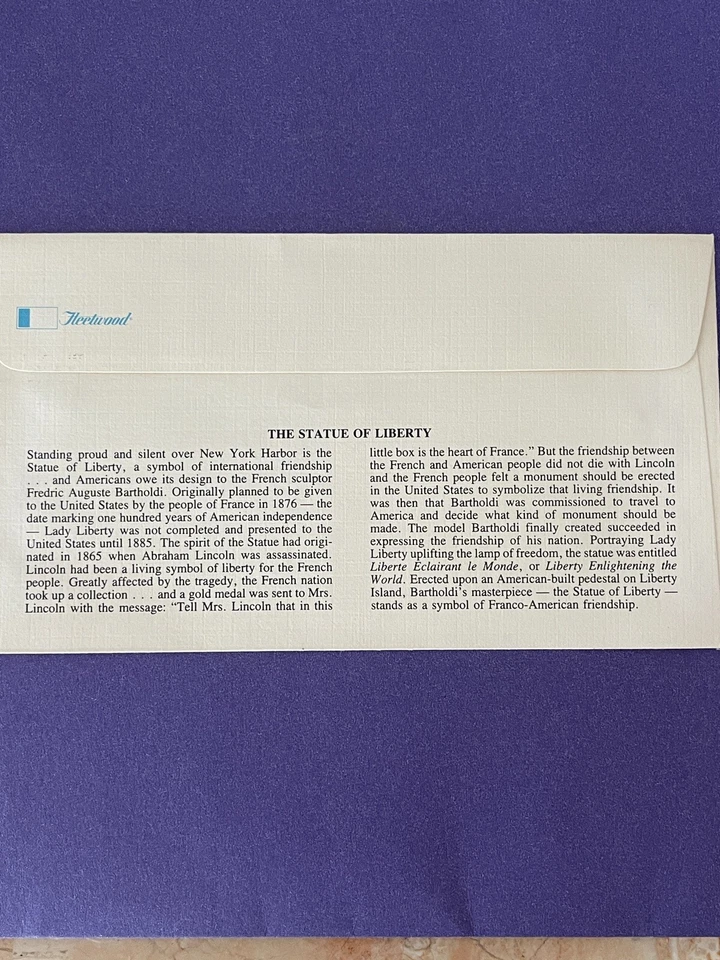 Fleetwood
THE STATUE OF LIBERTY
Standing proud and silent over New York Harbor is the
Statue of Liberty, a symbol of international friendship
. . . and Americans owe its design to the French sculptor
Fredric Auguste Bartholdi. Originally planned to be given
to the United States by the people of France in 1876 — the
date marking one hundred years of American independence
— Lady Liberty was not completed and presented to the
United States until 1885. The spirit of the Statue had origi-
nated in 1865 when Abraham Lincoln was assassinated.
Lincoln had been a living symbol of liberty for the French
people. Greatly affected by the tragedy, the French nation
took up a collection . . . and a gold medal was sent to Mrs.
Lincoln with the message: “Tell Mrs. Lincoln that in this
little box is the heart of France.” But the friendship between
the French and American people did not die with Lincoln
and the French people felt a monument should be erected
in the United States to symbolize that living friendship. It
was then that Bartholdi was commissioned to travel to
America and decide what kind of monument should be
made. The model Bartholdi finally created succeeded in
expressing the friendship of his nation. Portraying Lady
Liberty uplifting the lamp of freedom, the statue was entitled
Liberte Eclairant le Monde, or Liberty Enlightening the
World. Erected upon an American-built pedestal on Liberty
Island, Bartholdi’s masterpiece — the Statue of Liberty —
stands as a symbol of Franco-American friendship.